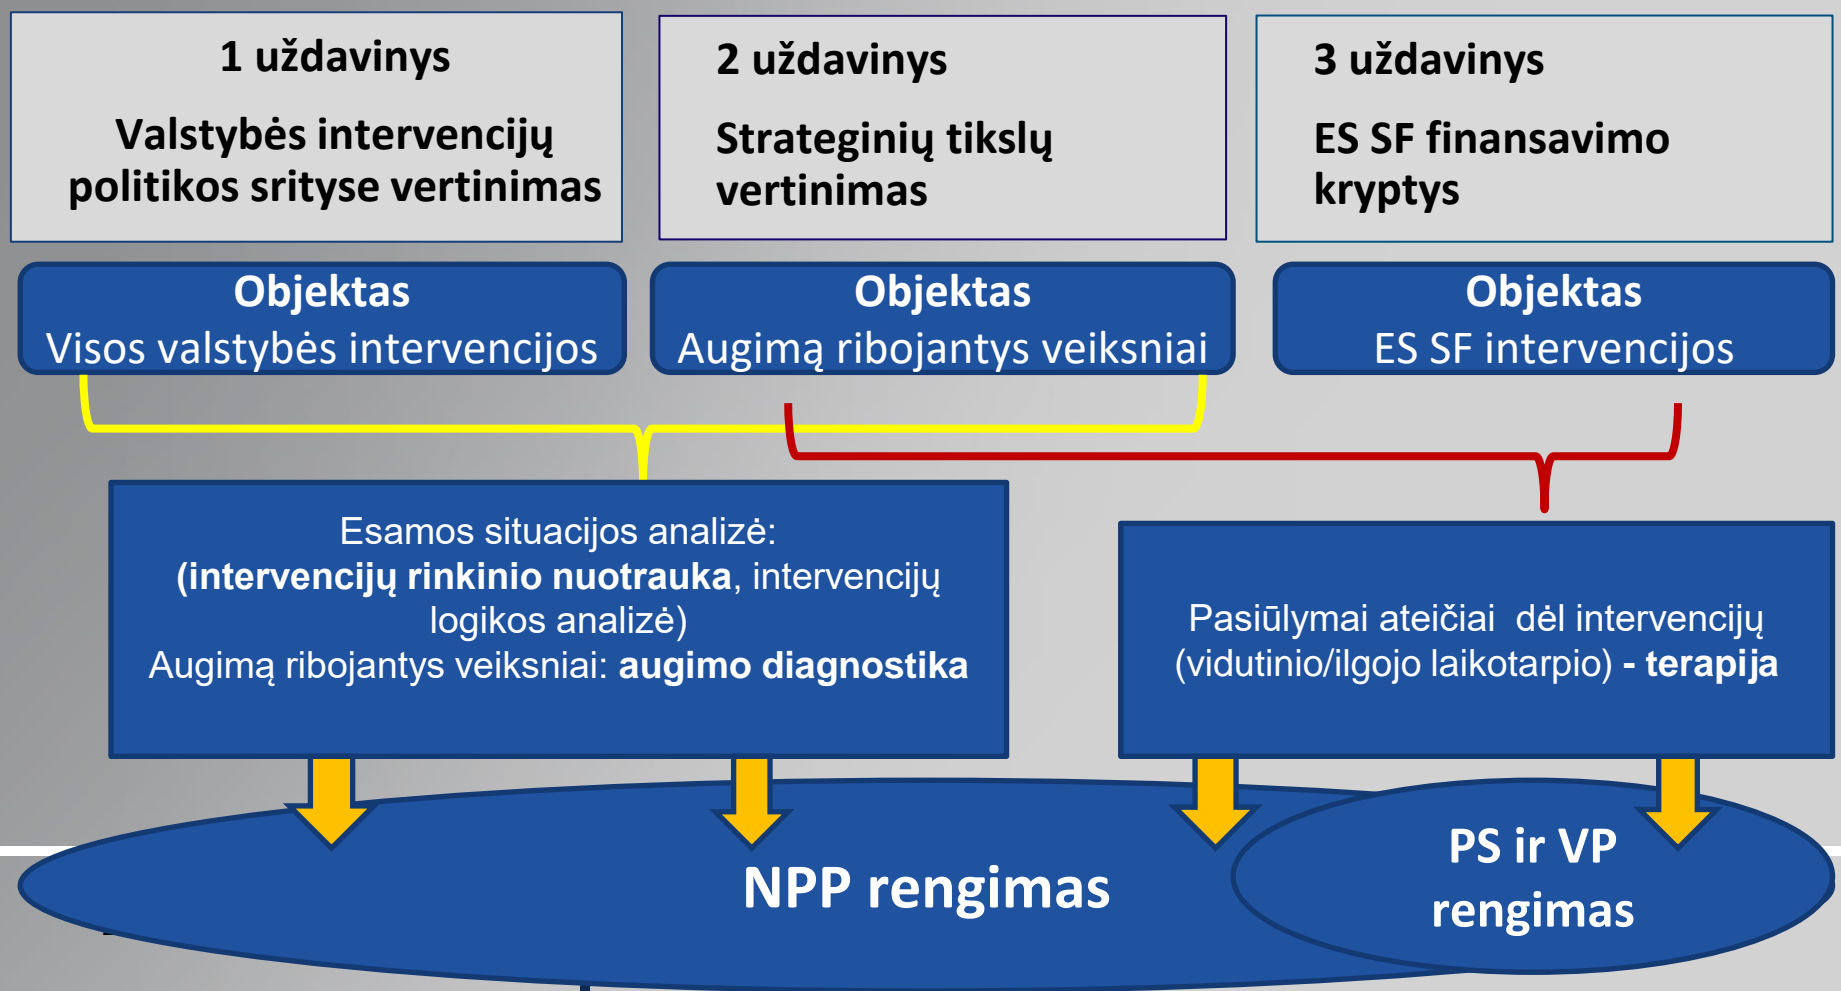 1 uždavinys
Valstybės intervencijų
politikos srityse vertinimas
2 uždavinys
Strateginių tikslų
vertinimas
3 uždavinys
ES SF finansavimo
kryptys
Objektas
Visos valstybės intervencijos
Objektas
Augimą ribojantys veiksniai
Objektas
ES SF intervencijos
Esamos situacijos analizė:
(intervencijų rinkinio nuotrauka, intervencijų
logikos analizė)
Augimą ribojantys veiksniai: augimo diagnostika
Pasiūlymai ateičiai  dėl intervencijų
(vidutinio/ilgojo laikotarpio) - terapija
NPP rengimas
PS ir VP
rengimas